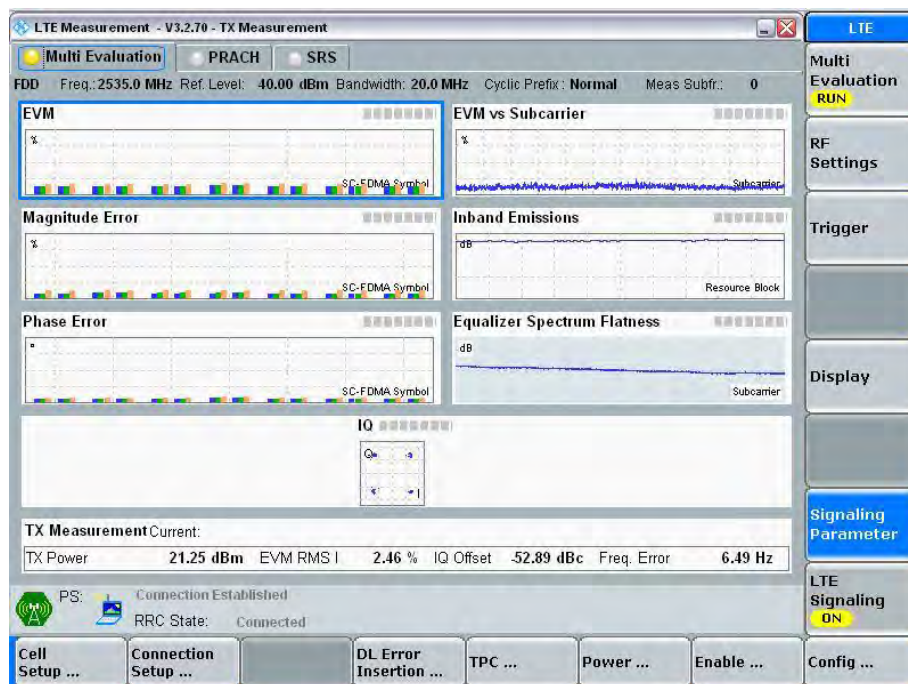 LTE Measurement - V3.2.70 - TX Measurement
LTE
Multi Evaluation PRACH SRS
FDD Freq.: 2535.0 MHz Ref. Level: 40.00 dBm Bandwidth: 20.0 MHz Cyclic Prefix: Normal Meas Subfr.: 0
EVM
%
SC-FDMA Symbol
EVM vs Subcarrier
%
Subcarrier
Magnitude Error
%
SC-FDMA Symbol
Inband Emissions
dB
Resource Block
Phase Error
°
SC-FDMA Symbol
Equalizer Spectrum Flatness
dB
Subcarrier
IQ
Q
I
TX Measurement Current:
TX Power 21.25 dBm EVM RMS I 2.46 % IQ Offset -52.89 dBc Freq. Error 6.49 Hz
PS: Connection Established
RRC State: Connected
Multi
Evaluation
RUN
RF
Settings
Trigger
Display
Signaling
Parameter
LTE
Signaling
ON
Cell
Setup ...
Connection
Setup ...
DL Error
Insertion ...
TPC ...
Power ...
Enable ...
Config ...